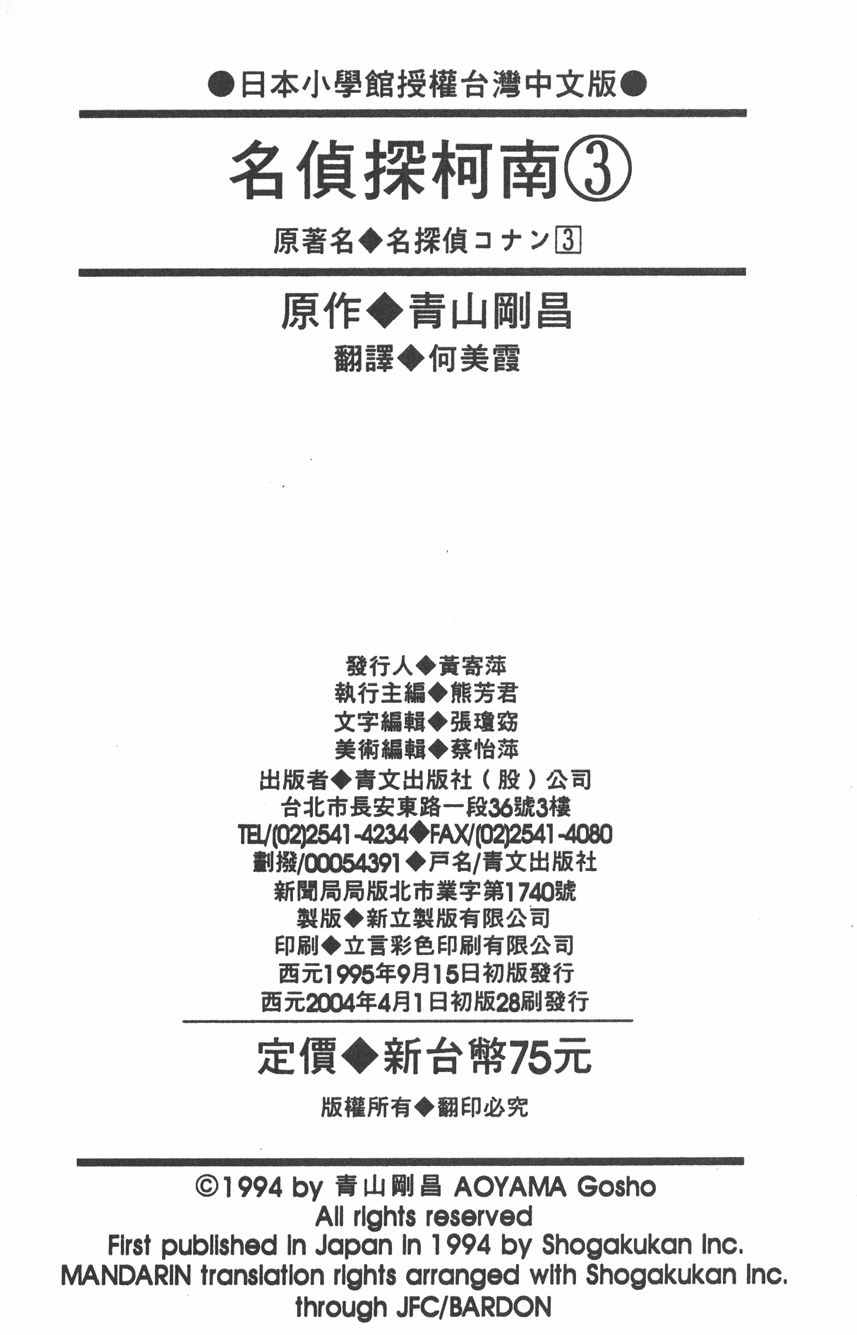 ●日本小學館授權台灣中文版●
名偵探柯南③
原著名◆名探偵コナン3
原作◆青山剛昌
翻譯◆何美霞
發行人◆黃寄萍
執行主編◆熊芳君
文字編輯◆張瓊窈
美術編輯◆蔡怡萍
出版者◆青文出版社(股)公司
台北市長安東路一段36號3樓
TEL/(02)2541-4234◆FAX/(02)2541-4080
劃撥/00054391◆戶名/青文出版社
新聞局局版北市業字第1740號
製版◆新立製版有限公司
印刷◆立言彩色印刷有限公司
西元1995年9月15日初版發行
西元2004年4月1日初版28刷發行
定價◆新台幣75元
版權所有◆翻印必究
©1994 by 青山剛昌 AOYAMA Gosho
All rights reserved
First published in Japan in 1994 by Shogakukan Inc.
MANDARIN translation rights arranged with Shogakukan Inc.
through JFC/BARDON